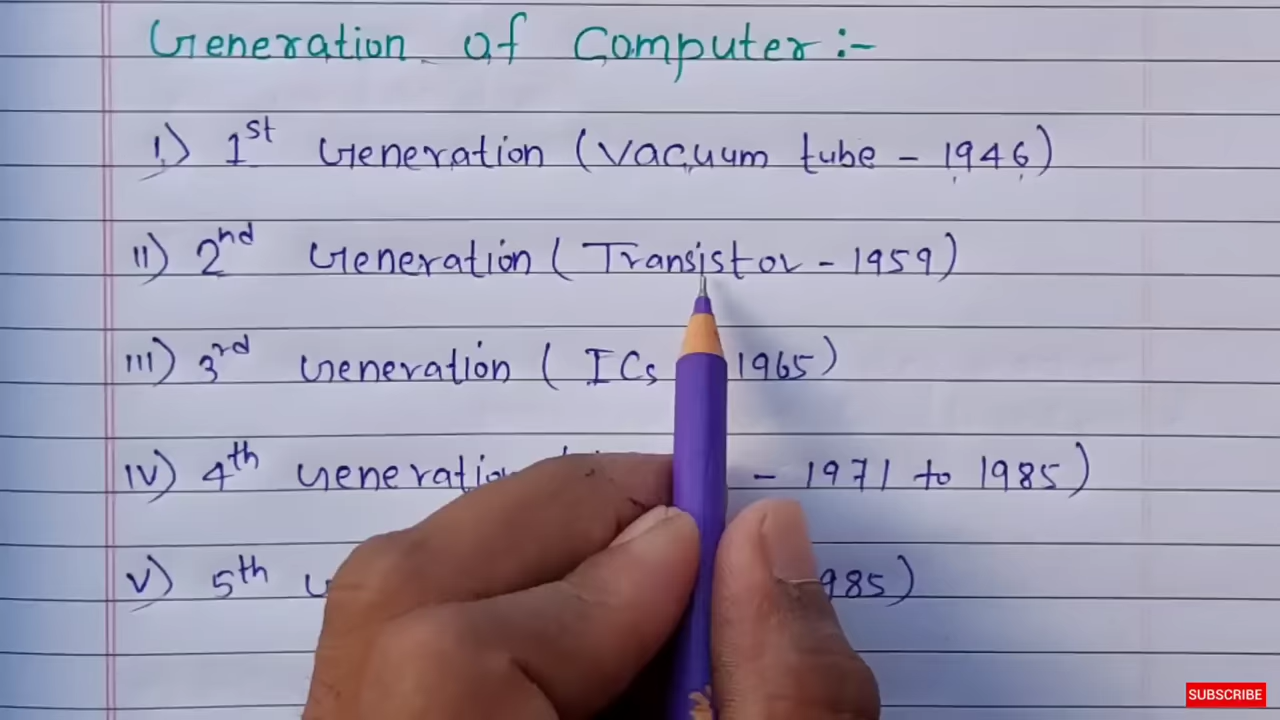 Generation of Computer:-
I) 1st Generation (Vacuum tube - 1946)
II) 2nd Generation (Transistor - 1959)
III) 3rd Generation ( ICs 1965)
IV) 4th Generation - 1971 to 1985)
V) 5th 985)
SUBSCRIBE